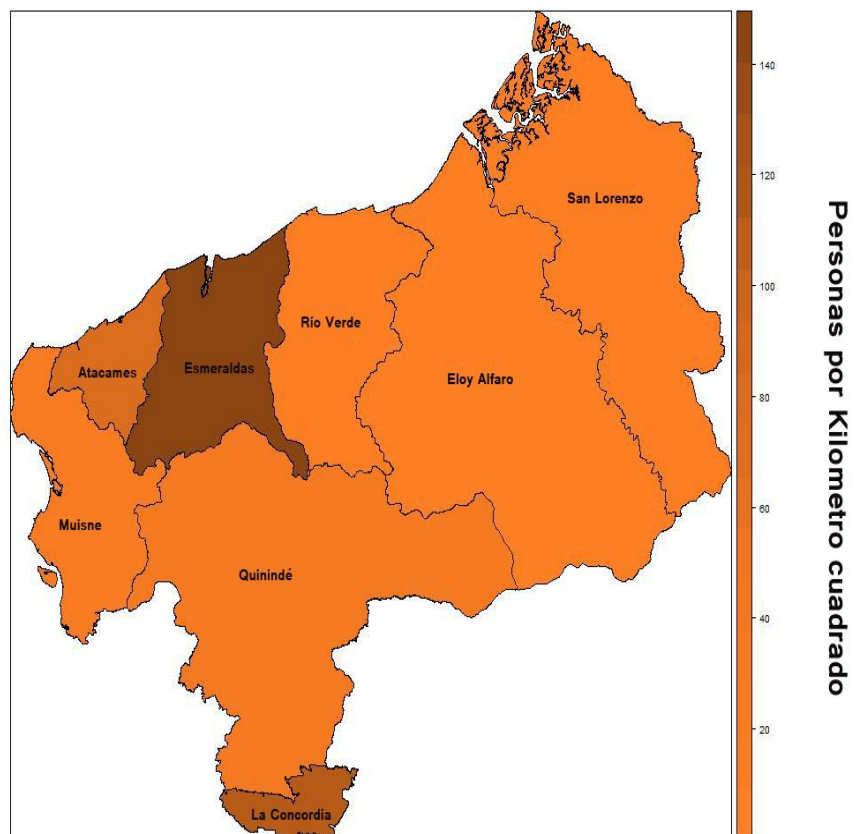 140
120
San Lorenzo
100
Río Verde
Atacames
Esmeraldas
Eloy Alfaro
80
60
Muisne
Quinindé
40
20
La Concordia
Personas por Kilometro cuadrado